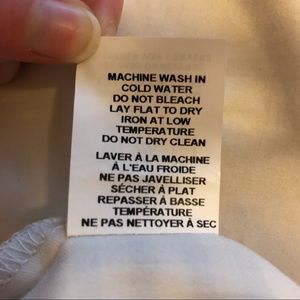 MACHINE WASH IN
COLD WATER
DO NOT BLEACH
LAY FLAT TO DRY
IRON AT LOW
TEMPERATURE
DO NOT DRY CLEAN
LAVER À LA MACHINE
À L'EAU FROIDE
NE PAS JAVELLISER
SÉCHER À PLAT
REPASSER À BASSE
TEMPÉRATURE
NE PAS NETTOYER À SEC